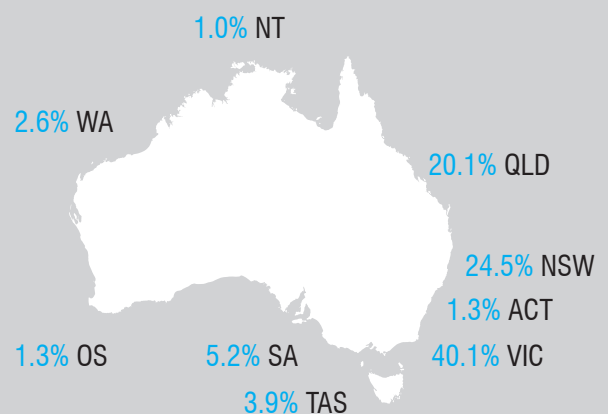 1.0% NT
2.6% WA
20.1% QLD
24.5% NSW
1.3% ACT
1.3% OS
5.2% SA
40.1% VIC
3.9% TAS